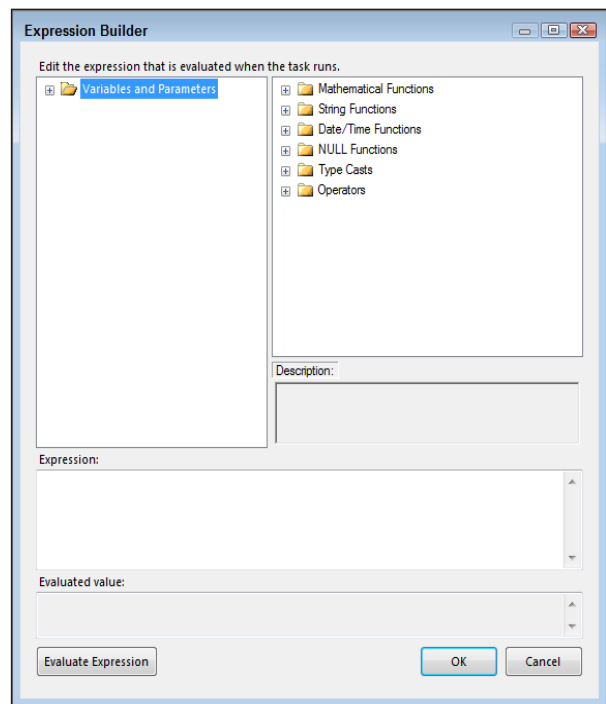 Expression Builder
Edit the expression that is evaluated when the task runs.
Variables and Parameters
Mathematical Functions
String Functions
Date/Time Functions
NULL Functions
Type Casts
Operators
Description:
Expression:
Evaluated value:
Evaluate Expression
OK
Cancel